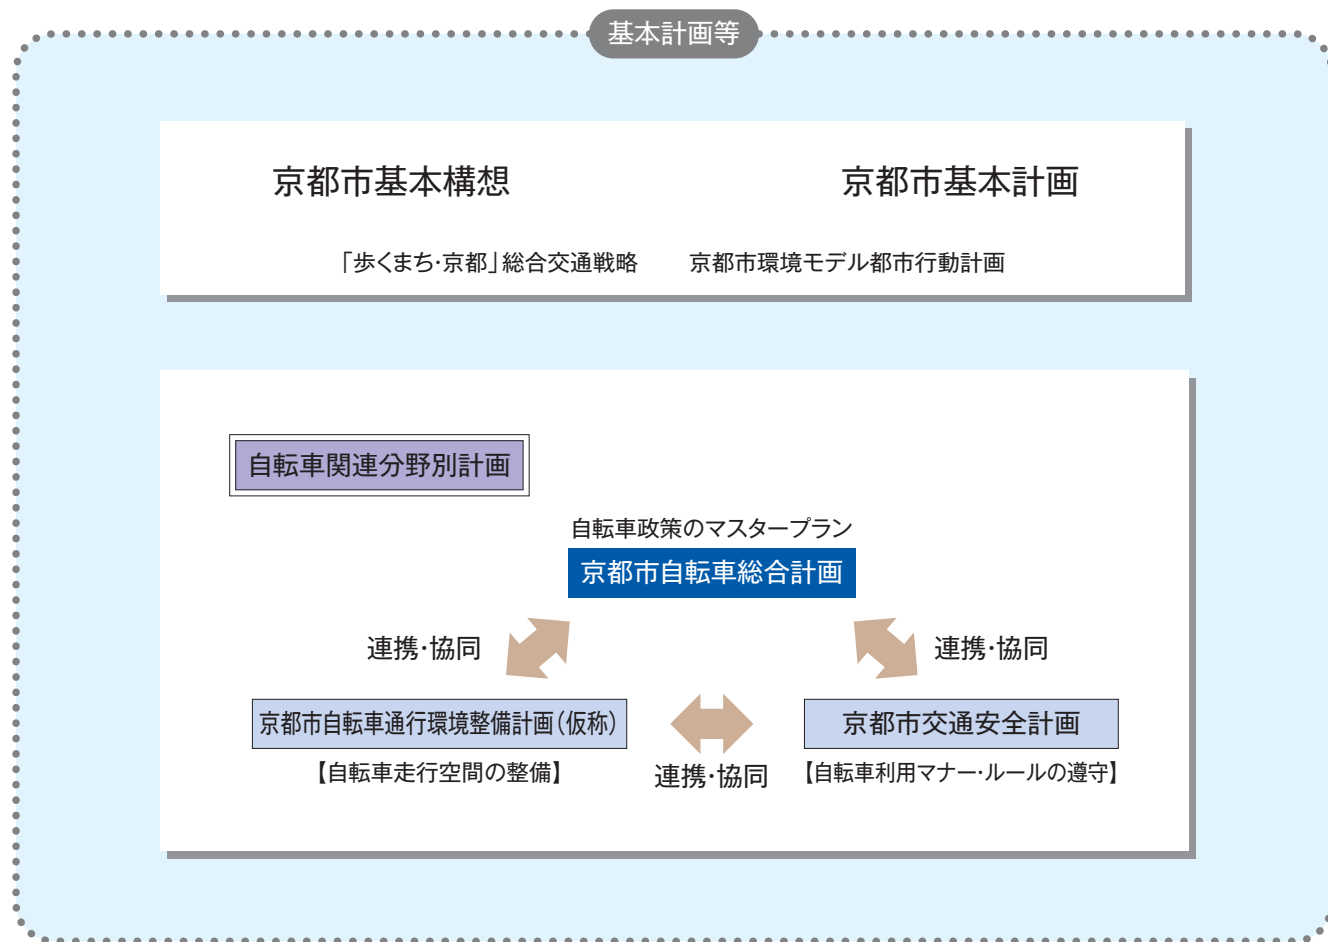 基本計画等
京都市基本構想
京都市基本計画
「歩くまち・京都」総合交通戦略
京都市環境モデル都市行動計画
自転車関連分野別計画
自転車政策のマスタープラン
京都市自転車総合計画
連携・協同
連携・協同
京都市自転車通行環境整備計画（仮称）
京都市交通安全計画
【自転車走行空間の整備】
連携・協同
【自転車利用マナー・ルールの遵守】